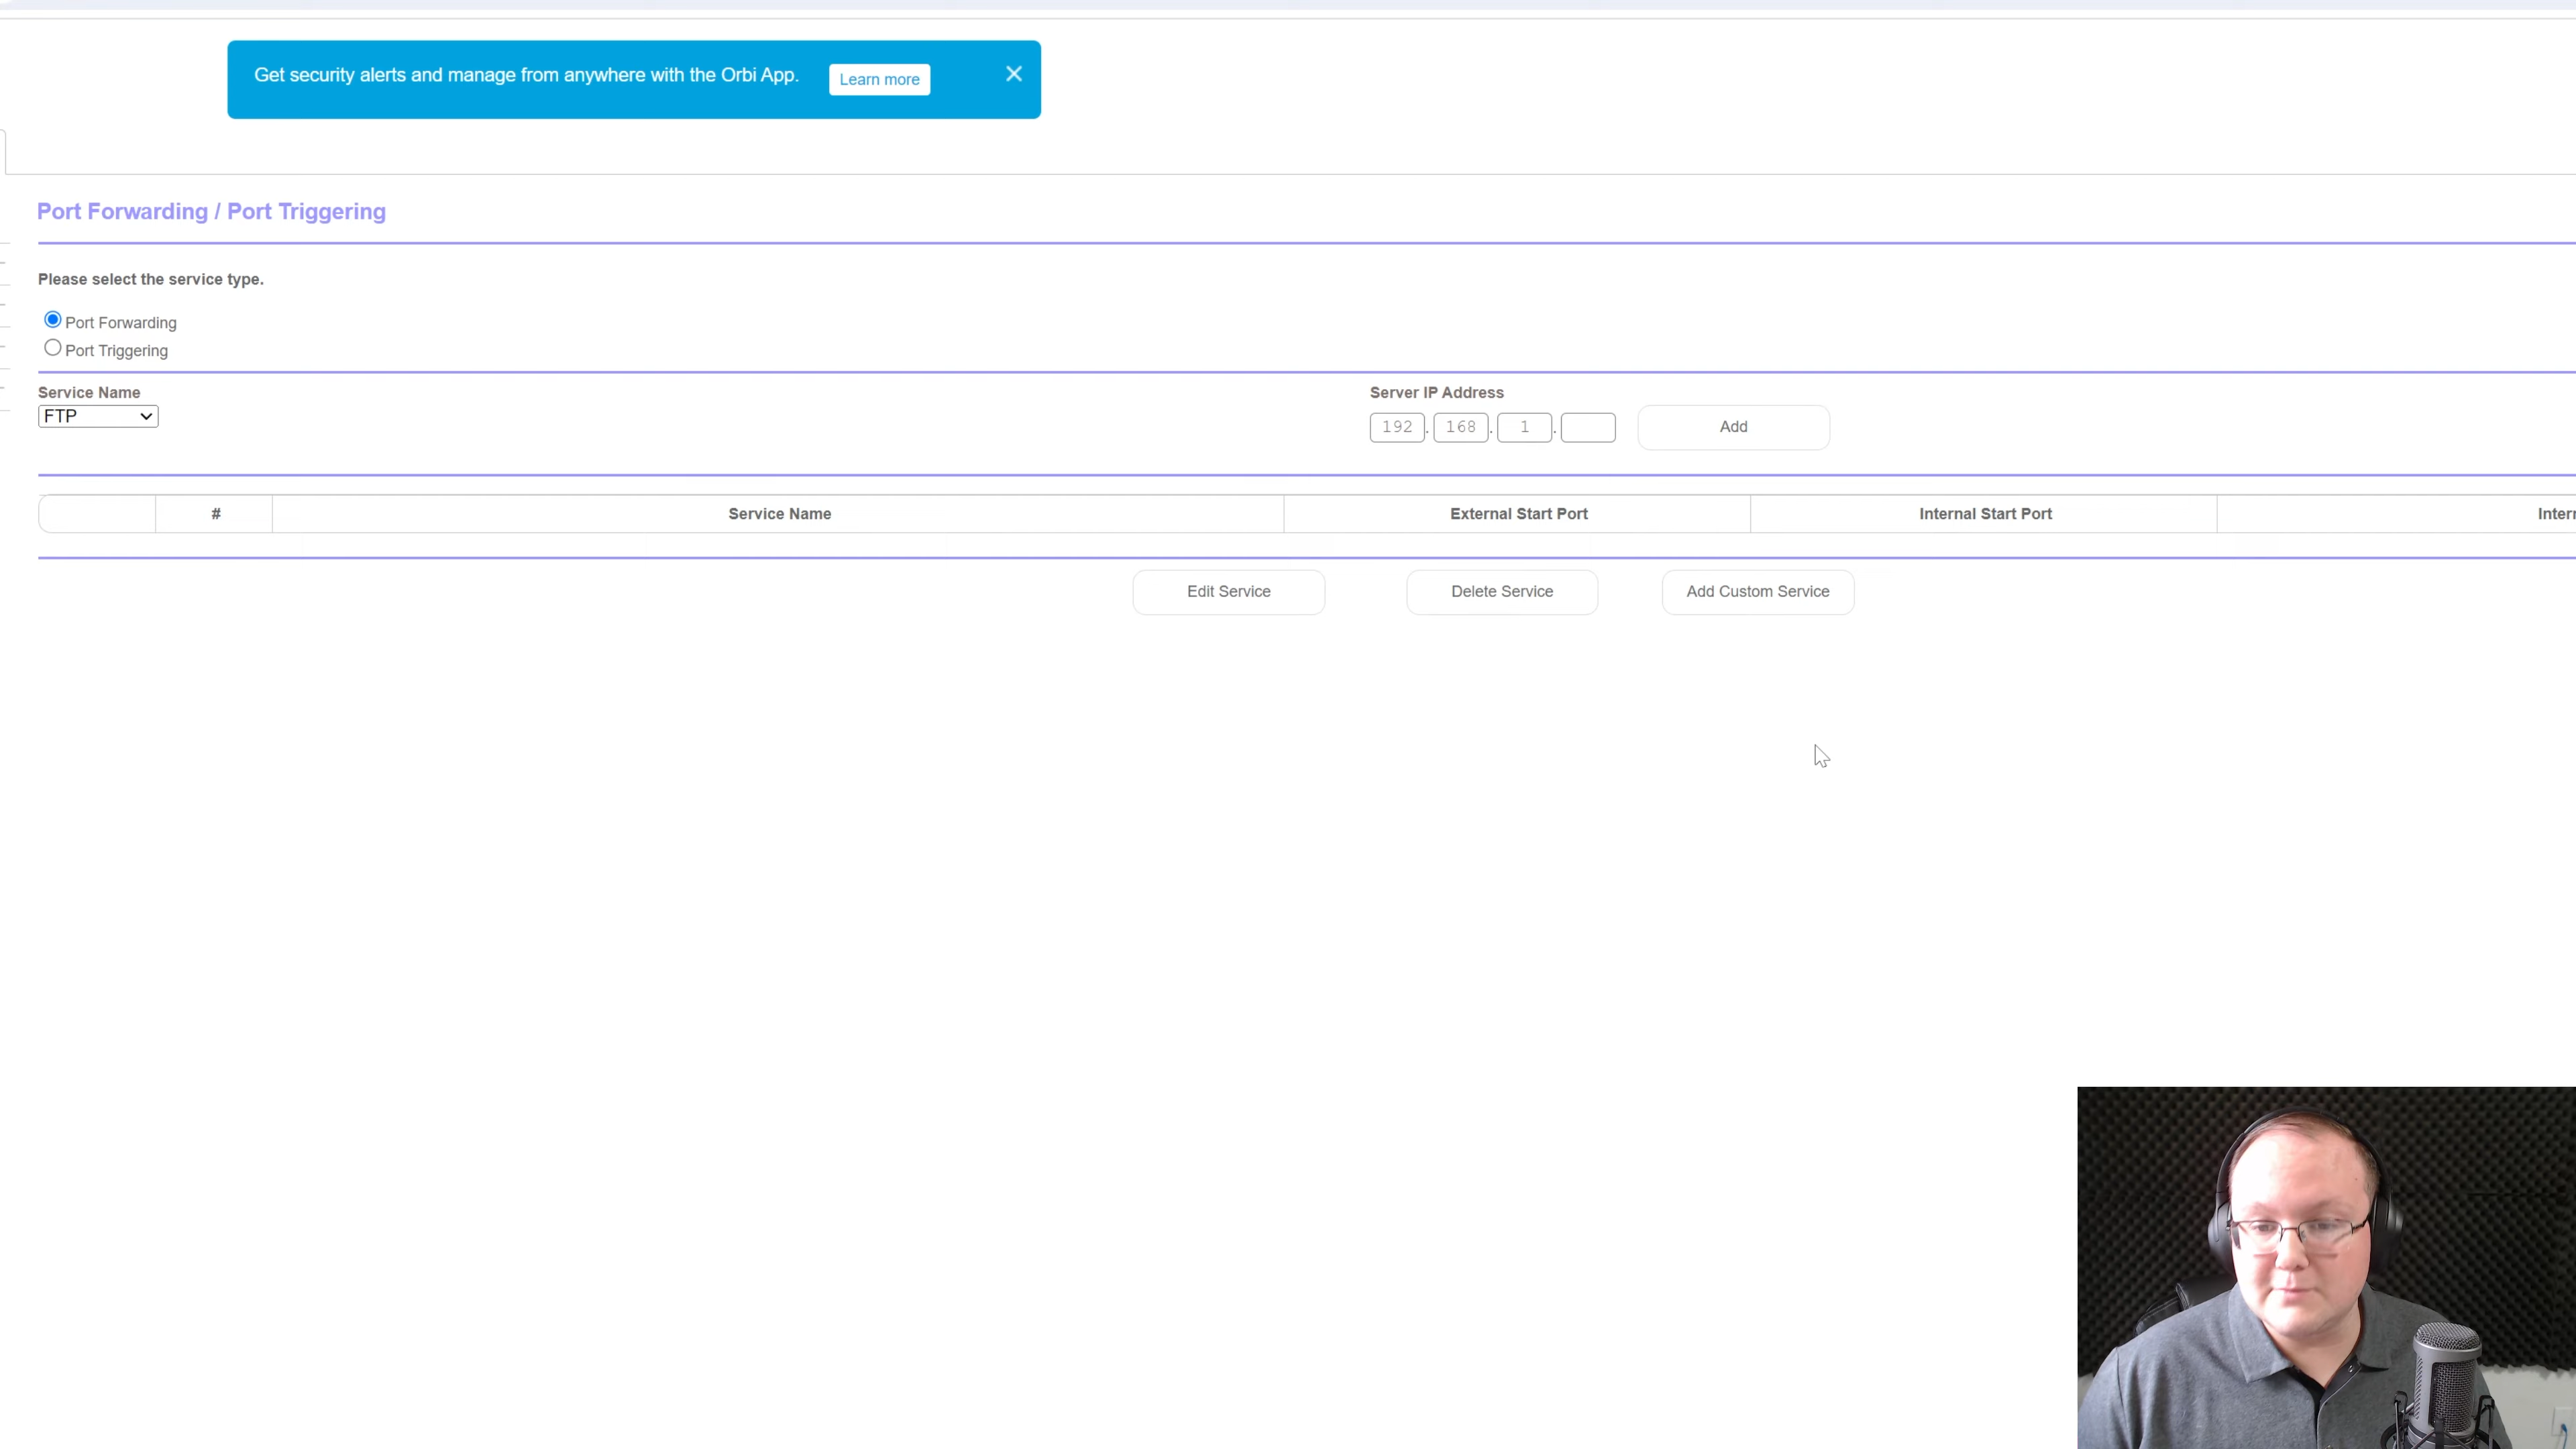 Get security alerts and manage from anywhere with the Orbi App. Learn more
Port Forwarding / Port Triggering
Please select the service type.
Port Forwarding
Port Triggering
Service Name
FTP
Server IP Address
192 . 168 . 1 .
Add
# Service Name External Start Port Internal Start Port
Edit Service Delete Service Add Custom Service